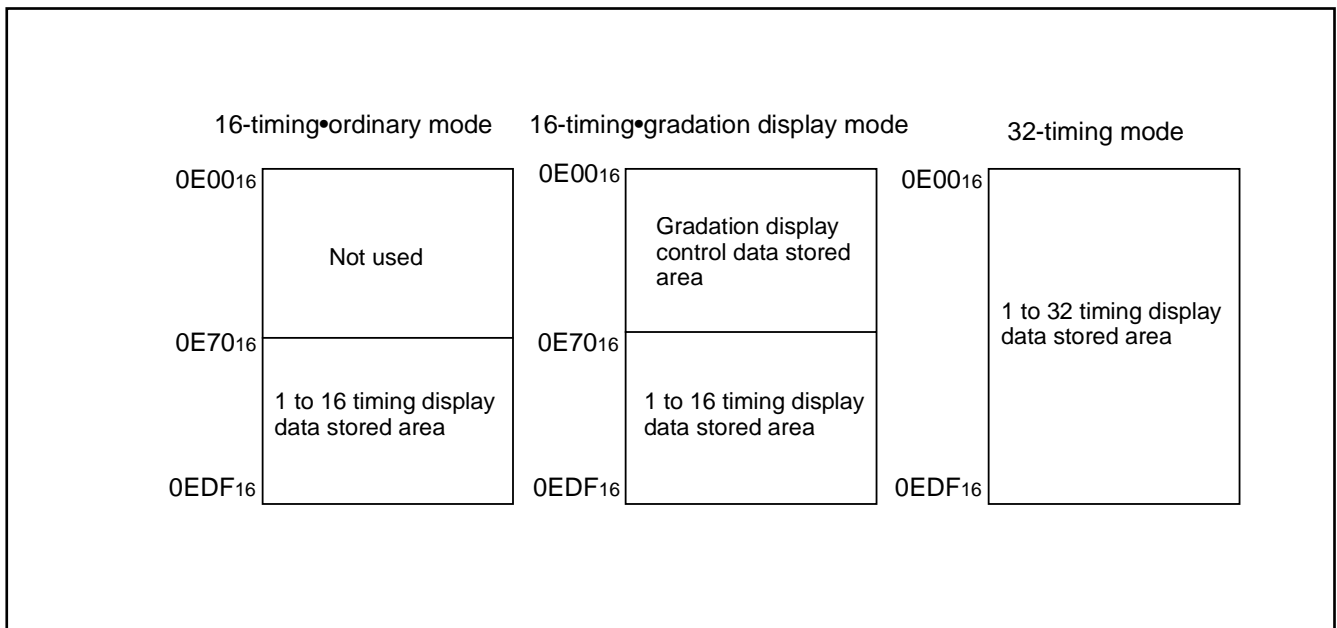 16-timing•ordinary mode
0E0016
Not used
0E7016
1 to 16 timing display
data stored area
0EDF16
16-timing•gradation display mode
0E0016
Gradation display
control data stored
area
0E7016
1 to 16 timing display
data stored area
0EDF16
32-timing mode
0E0016
1 to 32 timing display
data stored area
0EDF16